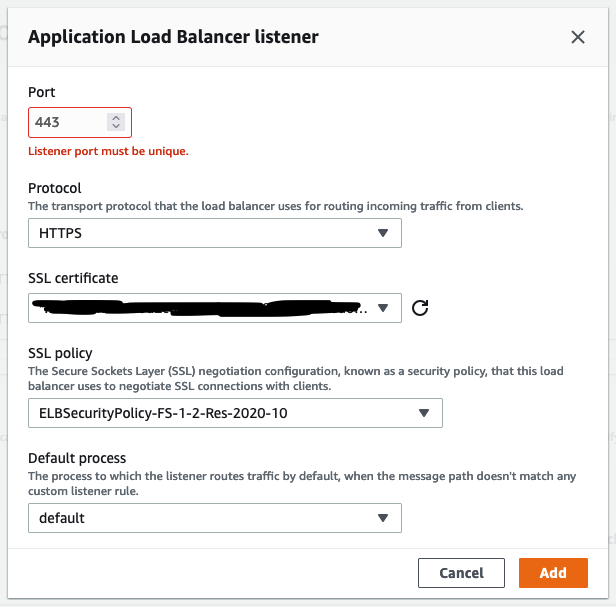 Application Load Balancer listener
Port
443
Listener port must be unique.
Protocol
The transport protocol that the load balancer uses for routing incoming traffic from clients.
HTTPS
SSL certificate
SSL policy
The Secure Sockets Layer (SSL) negotiation configuration, known as a security policy, that this load
balancer uses to negotiate SSL connections with clients.
ELBSecurityPolicy-FS-1-2-Res-2020-10
Default process
The process to which the listener routes traffic by default, when the message path doesn't match any
custom listener rule.
default
Cancel
Add